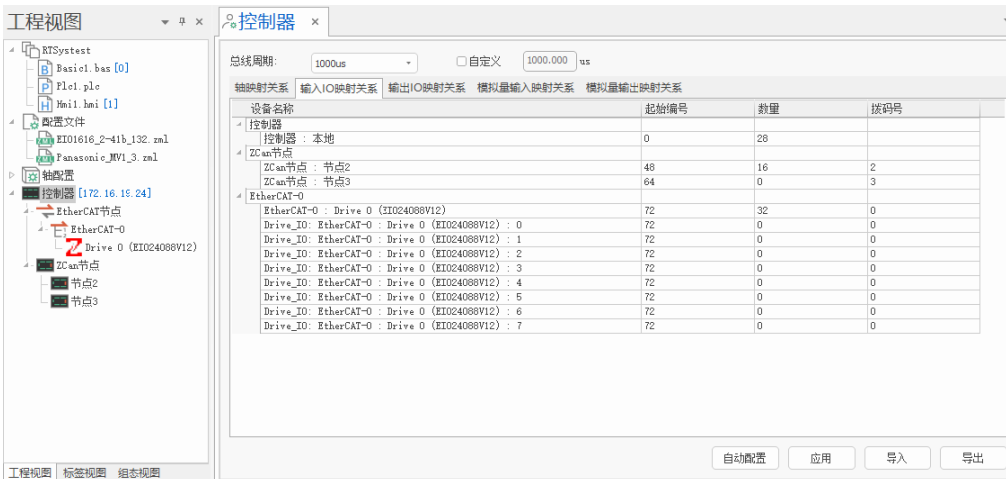 工程视图
RTSystest
Basic1.bas [0]
Plc1.plc
Hmi1.hmi [1]
配置文件
EIO1616_2-41b_132.zml
Panasonic_MV1_3.zml
轴配置
控制器 [172.16.19.24]
EtherCAT节点
EtherCAT-0
Drive 0 (EIO24088V12)
ZCan节点
节点2
节点3
工程视图 标签视图 组态视图
控制器 ×
总线周期: 1000us 自定义 1000.000 us
轴映射关系 输入IO映射关系 输出IO映射关系 模拟量输入映射关系 模拟量输出映射关系
设备名称 起始编号 数量 拨码号
控制器
控制器 : 本地 0 28
ZCan节点
ZCan节点 : 节点2 48 16 2
ZCan节点 : 节点3 64 0 3
EtherCAT-0
EtherCAT-0 : Drive 0 (EIO24088V12) 72 32 0
Drive_IO: EtherCAT-0 : Drive 0 (EIO24088V12) : 0 72 0 0
Drive_IO: EtherCAT-0 : Drive 0 (EIO24088V12) : 1 72 0 0
Drive_IO: EtherCAT-0 : Drive 0 (EIO24088V12) : 2 72 0 0
Drive_IO: EtherCAT-0 : Drive 0 (EIO24088V12) : 3 72 0 0
Drive_IO: EtherCAT-0 : Drive 0 (EIO24088V12) : 4 72 0 0
Drive_IO: EtherCAT-0 : Drive 0 (EIO24088V12) : 5 72 0 0
Drive_IO: EtherCAT-0 : Drive 0 (EIO24088V12) : 6 72 0 0
Drive_IO: EtherCAT-0 : Drive 0 (EIO24088V12) : 7 72 0 0
自动配置 应用 导入 导出